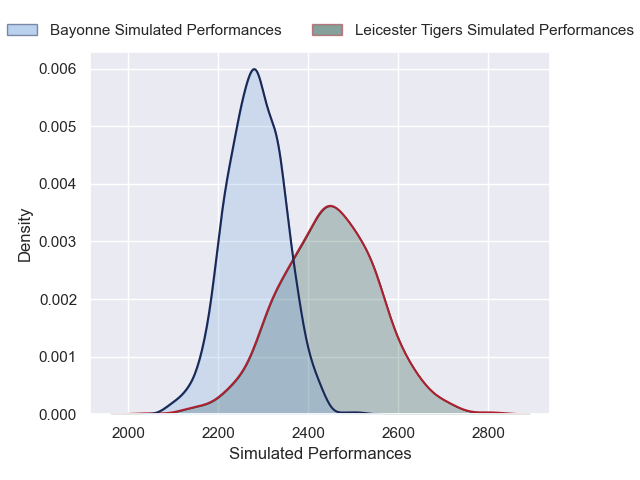 Bayonne Simulated Performances
Leicester Tigers Simulated Performances
0.006
0.005
0.004
0.003
0.002
0.001
0.000
Density
2000 2200 2400 2600 2800
Simulated Performances